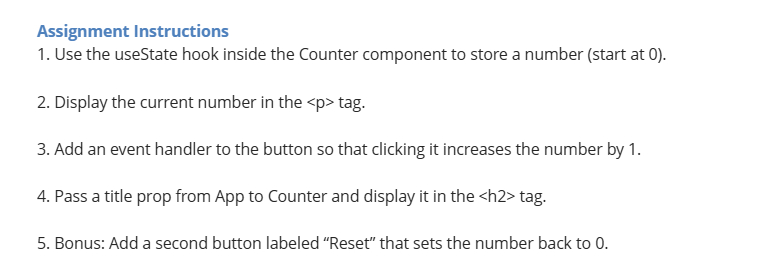 Assignment Instructions
1. Use the useState hook inside the Counter component to store a number (start at 0).
2. Display the current number in the <p> tag.
3. Add an event handler to the button so that clicking it increases the number by 1.
4. Pass a title prop from App to Counter and display it in the <h2> tag.
5. Bonus: Add a second button labeled “Reset” that sets the number back to 0.